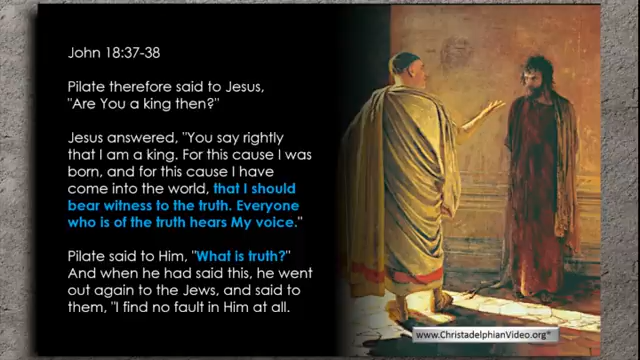 John 18:37-38
Pilate therefore said to Jesus,
"Are You a king then?"
Jesus answered, "You say rightly
that I am a king. For this cause I was
born, and for this cause I have
come into the world, that I should
bear witness to the truth. Everyone
who is of the truth hears My voice."
Pilate said to Him, "What is truth?"
And when he had said this, he went
out again to the Jews, and said to
them, "I find no fault in Him at all.
www.ChristadelphianVideo.org*